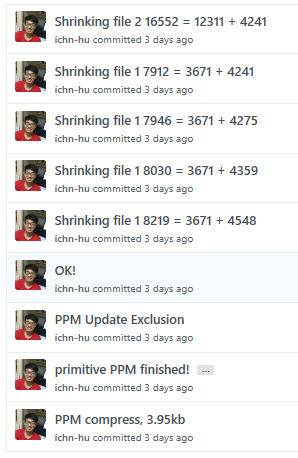 Shrinking file 2 16552 = 12311 + 4241
ichn-hu committed 3 days ago
Shrinking file 1 7912 = 3671 + 4241
ichn-hu committed 3 days ago
Shrinking file 1 7946 = 3671 + 4275
ichn-hu committed 3 days ago
Shrinking file 1 8030 = 3671 + 4359
ichn-hu committed 3 days ago
Shrinking file 1 8219 = 3671 + 4548
ichn-hu committed 3 days ago
OK!
ichn-hu committed 3 days ago
PPM Update Exclusion
ichn-hu committed 3 days ago
primitive PPM finished! ...
ichn-hu committed 3 days ago
PPM compress, 3.95kb
ichn-hu committed 3 days ago